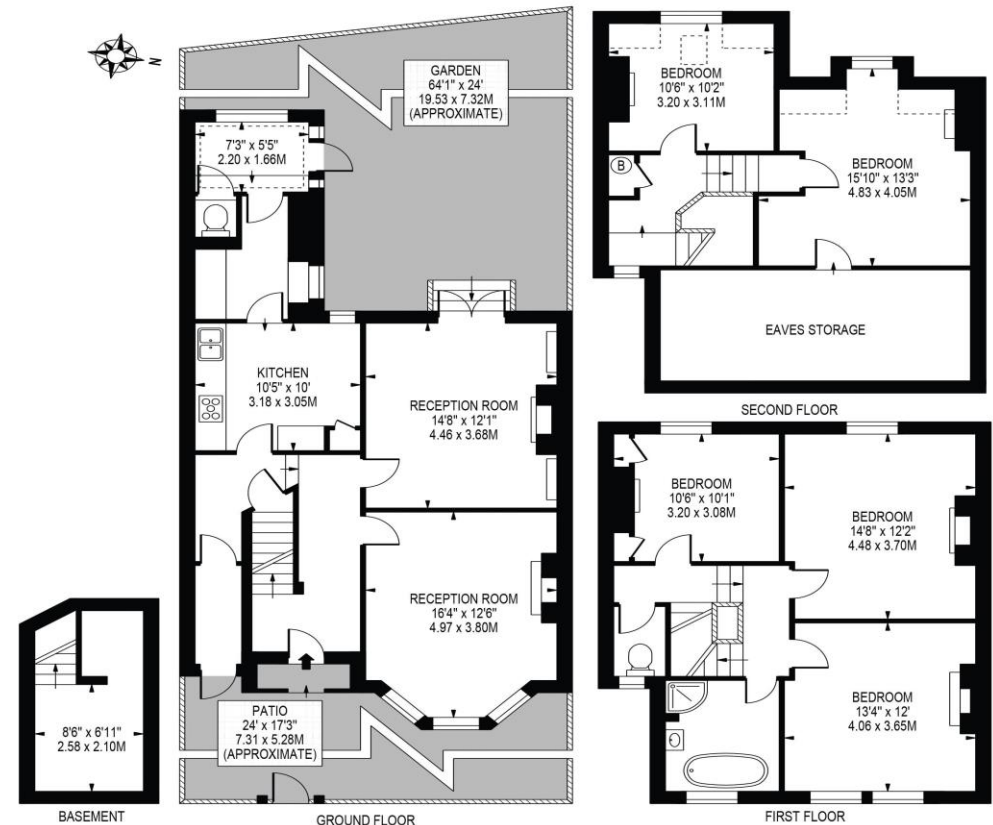 N
GARDEN
64'1" x 24'
19.53 x 7.32M
(APPROXIMATE)
7'3" x 5'5"
2.20 x 1.66M
KITCHEN
10'5" x 10'
3.18 x 3.05M
RECEPTION ROOM
14'8" x 12'1"
4.46 x 3.68M
RECEPTION ROOM
16'4" x 12'6"
4.97 x 3.80M
PATIO
24' x 17'3"
7.31 x 5.28M
(APPROXIMATE)
GROUND FLOOR
8'6" x 6'11"
2.58 x 2.10M
BASEMENT
BEDROOM
10'6" x 10'2"
3.20 x 3.11M
B
BEDROOM
15'10" x 13'3"
4.83 x 4.05M
EAVES STORAGE
SECOND FLOOR
BEDROOM
10'6" x 10'1"
3.20 x 3.08M
BEDROOM
14'8" x 12'2"
4.48 x 3.70M
BEDROOM
13'4" x 12'
4.06 x 3.65M
FIRST FLOOR